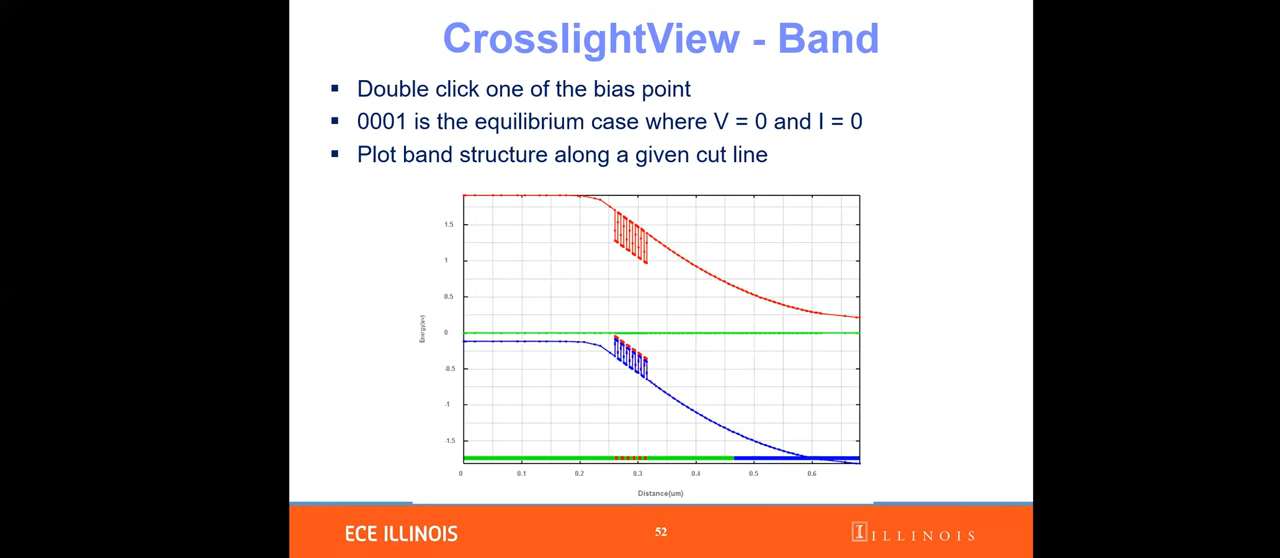 CrosslightView - Band
Double click one of the bias point
0001 is the equilibrium case where V = 0 and I = 0
Plot band structure along a given cut line
1.5
1
0.5
0
0.5
-1
-1.5
Energy(ev)
0 0.1 0.2 0.3 0.4 0.5 0.6
Distance(um)
ECE ILLINOIS
52
I ILLINOIS